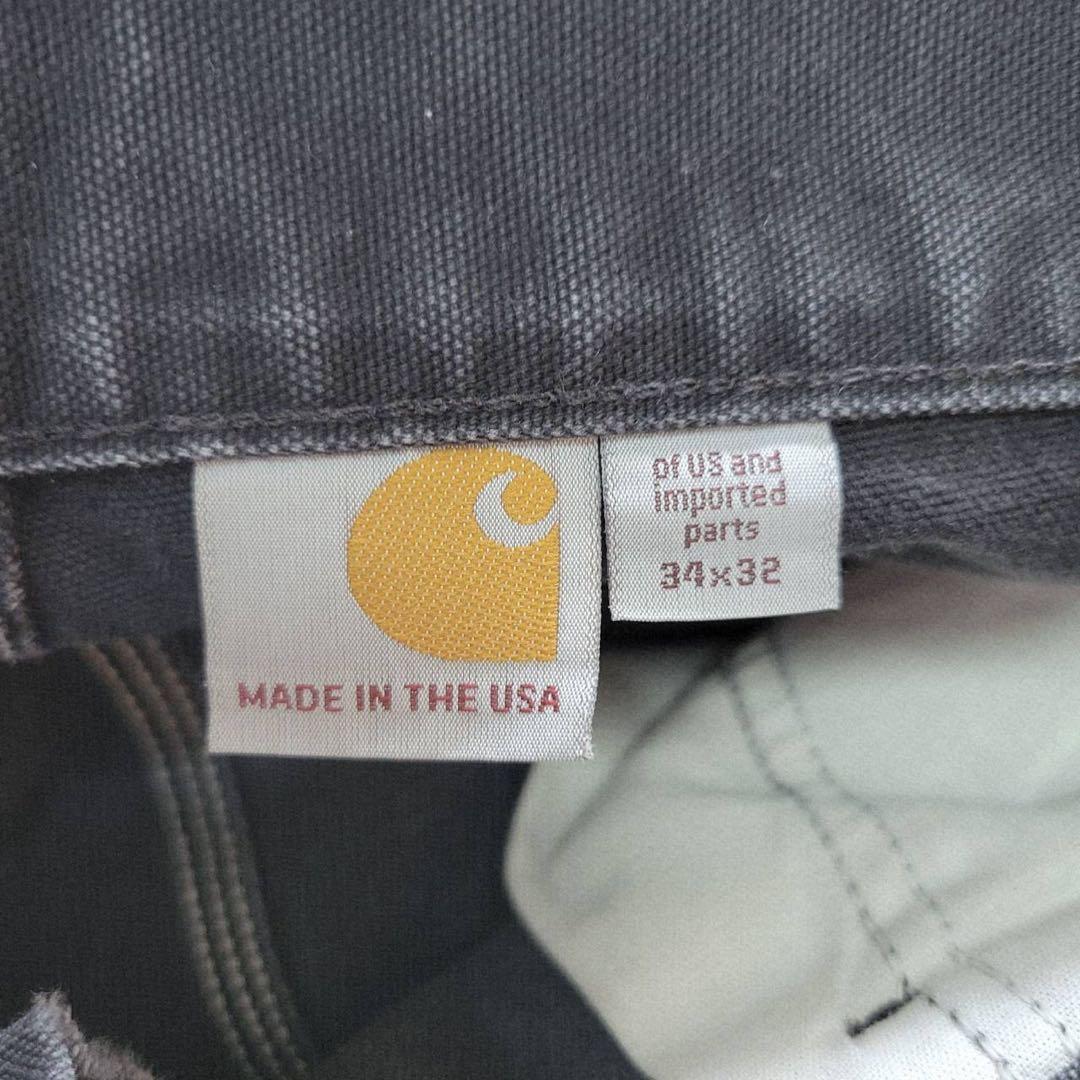 MADE IN THE USA
of US and
imported
parts
34x32